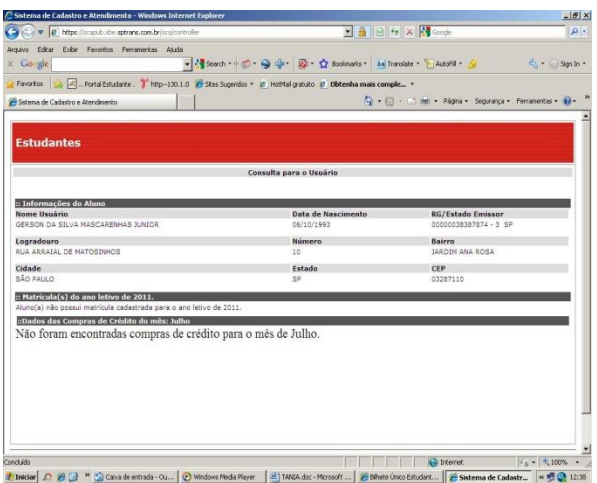 Sistema de Cadastro e Atendimento - Windows Internet Explorer
https://scapub.sbe.sptrans.com.br/sca/controller
Google
Arquivo Editar Exibir Favoritos Ferramentas Ajuda
Google Search Bookmarks Translate AutoFill Sign In
Favoritos Portal Estudante . http--130.1.0 Sites Sugeridos HotMail gratuito Obtenha mais comple...
Sistema de Cadastro e Atendimento Página Segurança Ferramentas
Estudantes
Consulta para o Usuário
:: Informações do Aluno
Nome Usuário Data de Nascimento RG/Estado Emissor
GERSON DA SILVA MASCARENHAS JUNIOR 06/10/1993 00000038387874 - 3 SP
Logradouro Número Bairro
RUA ARRAIAL DE MATOSINHOS 10 JARDIM ANA ROSA
Cidade Estado CEP
SÃO PAULO SP 03287110
:: Matrícula(s) do ano letivo de 2011.
Aluno(a) não possui matrícula cadastrada para o ano letivo de 2011.
::Dados das Compras de Crédito do mês: Julho
Não foram encontradas compras de crédito para o mês de Julho.
Concluído Internet 100%
Iniciar Caixa de entrada - Ou... Windows Media Player TANIA.doc - Microsoft ... Bilhete Único Estudant... Sistema de Cadastr... 12:38